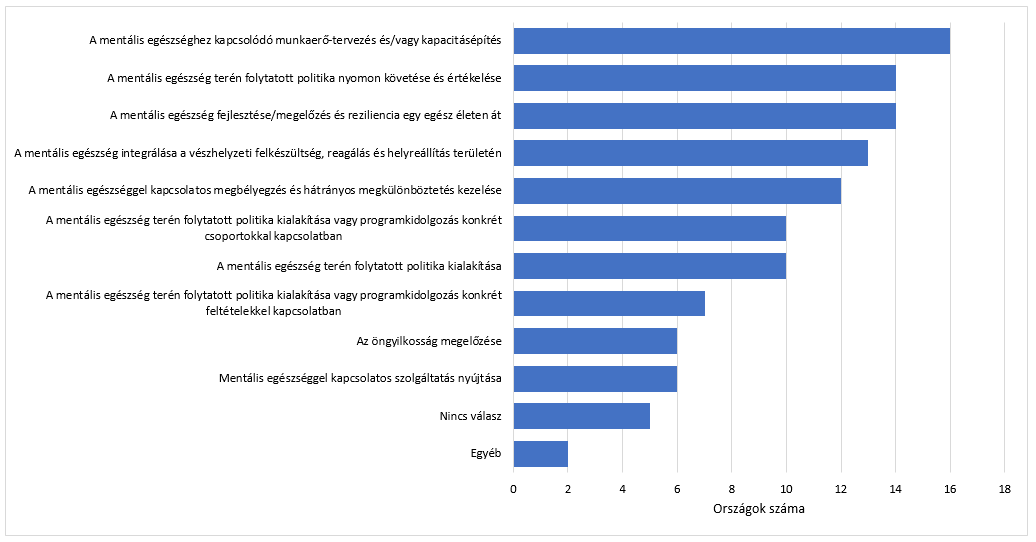 A mentális egészséghez kapcsolódó munkaerő-tervezés és/vagy kapacitásépítés
A mentális egészség terén folytatott politika nyomon követése és értékelése
A mentális egészség fejlesztése/megelőzés és reziliencia egy egész életen át
A mentális egészség integrálása a vészhelyzeti felkészültség, reagálás és helyreállítás területén
A mentális egészséggel kapcsolatos megbélyegzés és hátrányos megkülönböztetés kezelése
A mentális egészség terén folytatott politika kialakítása vagy programkidolgozás konkrét
csoportokkal kapcsolatban
A mentális egészség terén folytatott politika kialakítása
A mentális egészség terén folytatott politika kialakítása vagy programkidolgozás konkrét
feltételekkel kapcsolatban
Az öngyilkosság megelőzése
Mentális egészséggel kapcsolatos szolgáltatás nyújtása
Nincs válasz
Egyéb
0 2 4 6 8 10 12 14 16 18
Országok száma